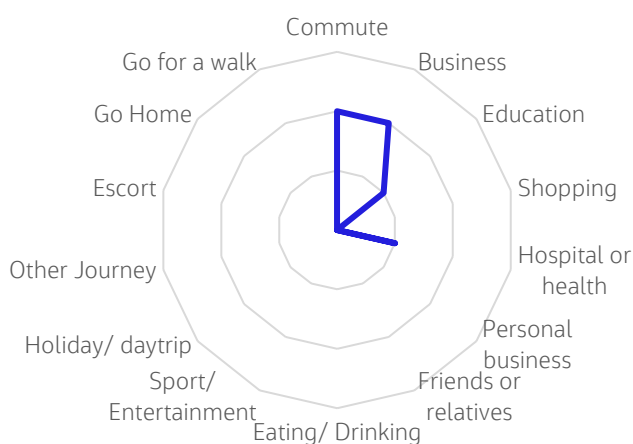 Commute
Business
Education
Shopping
Hospital or
health
Personal
business
Friends or
relatives
Eating/ Drinking
Sport/
Entertainment
Holiday/ daytrip
Other Journey
Escort
Go Home
Go for a walk